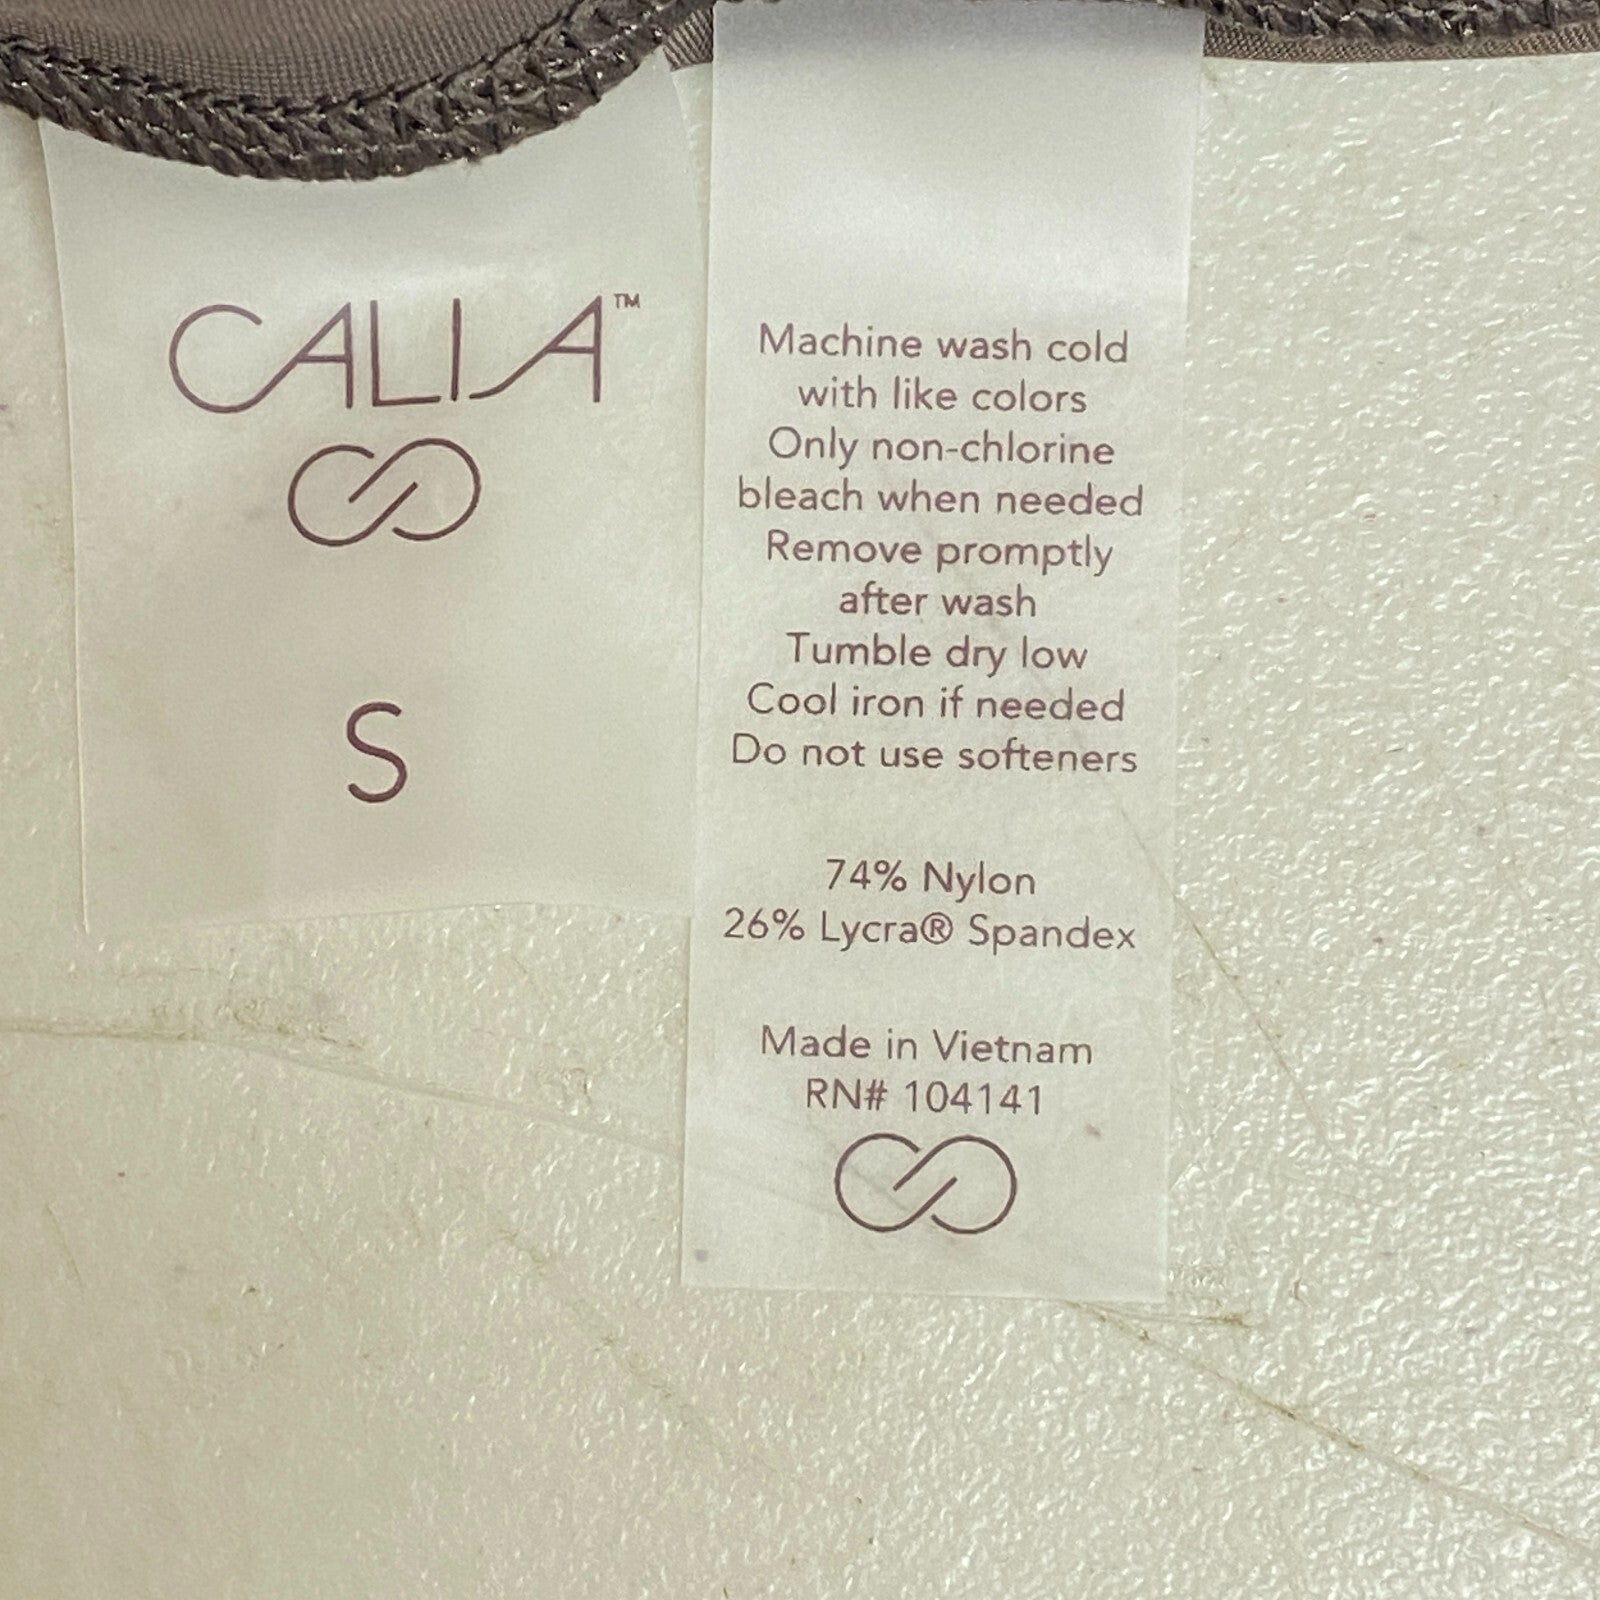 CALIA™
S
Machine wash cold
with like colors
Only non-chlorine
bleach when needed
Remove promptly
after wash
Tumble dry low
Cool iron if needed
Do not use softeners
74% Nylon
26% Lycra® Spandex
Made in Vietnam
RN# 104141